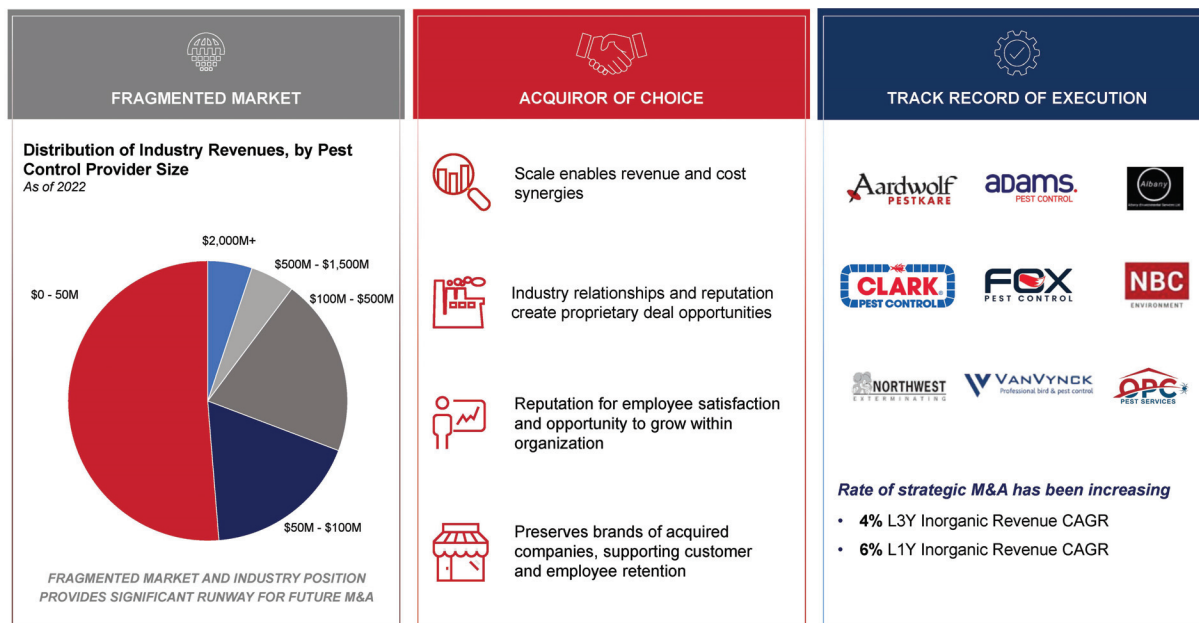 FRAGMENTED MARKET
Distribution of Industry Revenues, by Pest
Control Provider Size
As of 2022
$2,000M+
$500M - $1,500M
$0 - 50M
$100M - $500M
$50M - $100M
FRAGMENTED MARKET AND INDUSTRY POSITION
PROVIDES SIGNIFICANT RUNWAY FOR FUTURE M&A
ACQUIROR OF CHOICE
Scale enables revenue and cost
synergies
Industry relationships and reputation
create proprietary deal opportunities
Reputation for employee satisfaction
and opportunity to grow within
organization
Preserves brands of acquired
companies, supporting customer
and employee retention
TRACK RECORD OF EXECUTION
Aardwolf
PESTKARE
aDaMS.
PEST CONTROL
Albany
CLARK
PEST CONTROL
FOX
PEST CONTROL
NBC
ENVIRONMENT
NORTHWEST
EXTERMINATING
VANVYNCK
Professional bird & pest control
OPC
PEST SERVICES
Rate of strategic M&A has been increasing
• 4% L3Y Inorganic Revenue CAGR
• 6% L1Y Inorganic Revenue CAGR